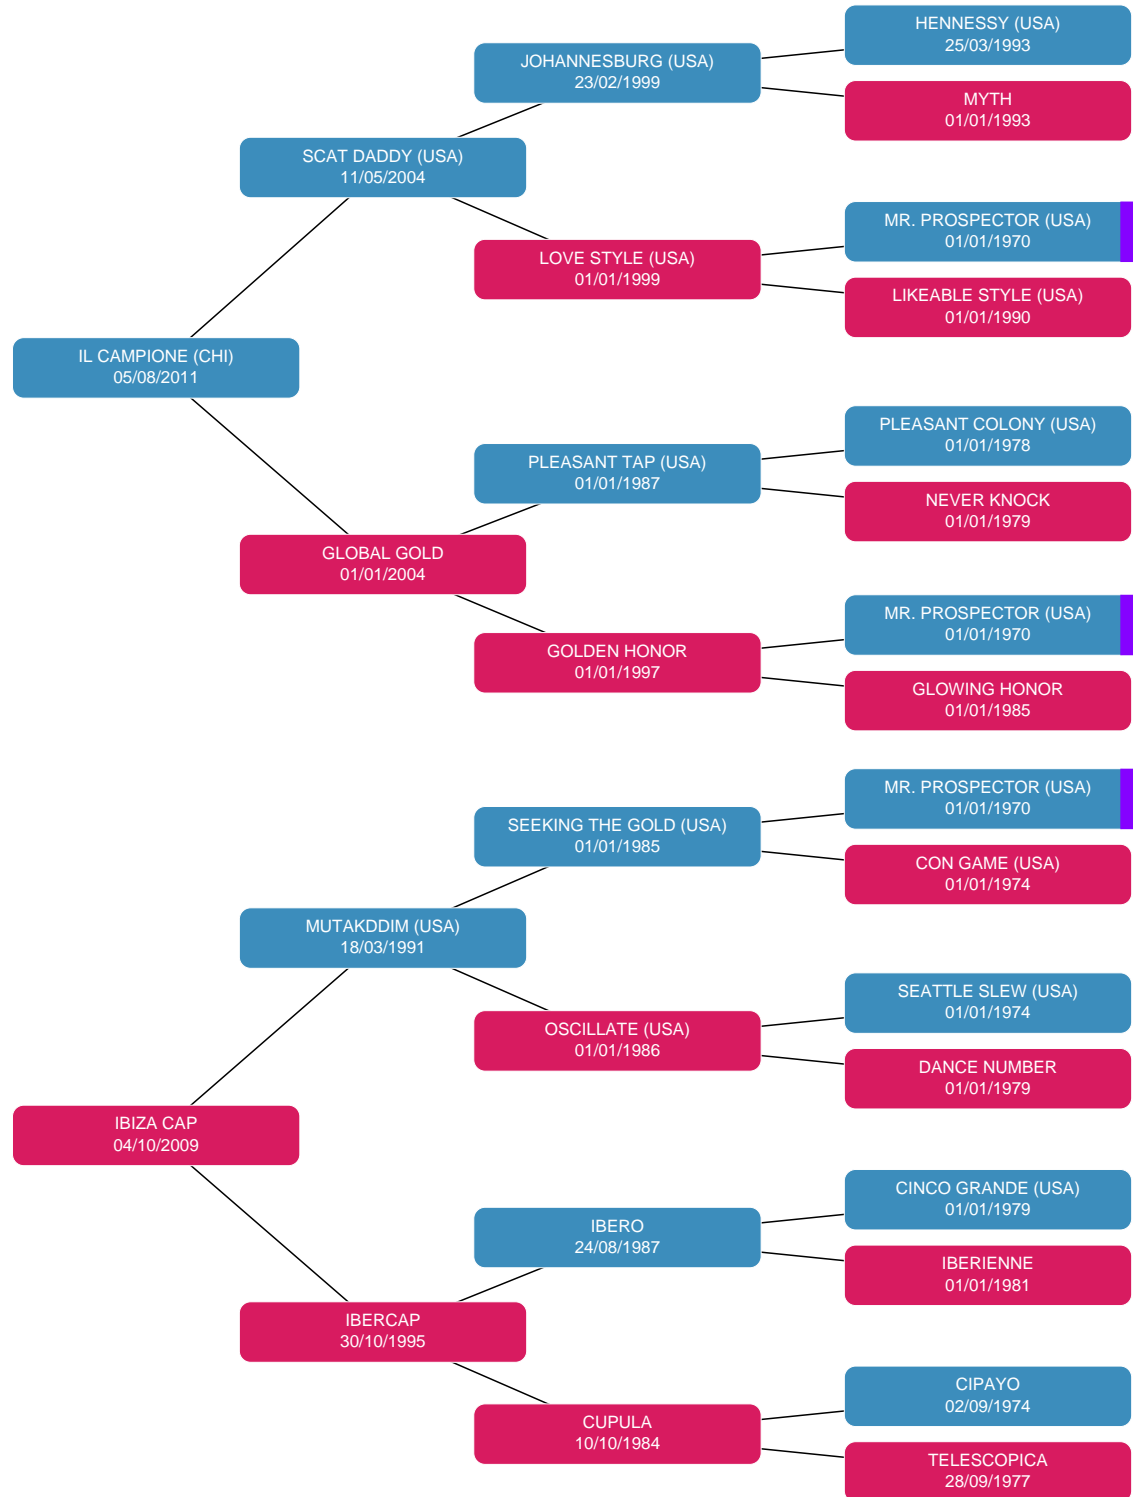 HENNESSY (USA)
25/03/1993
JOHANNESBURG (USA)
23/02/1999
MYTH
01/01/1993
SCAT DADDY (USA)
11/05/2004
MR. PROSPECTOR (USA)
01/01/1970
LOVE STYLE (USA)
01/01/1999
LIKEABLE STYLE (USA)
01/01/1990
IL CAMPIONE (CHI)
05/08/2011
PLEASANT COLONY (USA)
01/01/1978
PLEASANT TAP (USA)
01/01/1987
NEVER KNOCK
01/01/1979
GLOBAL GOLD
01/01/2004
MR. PROSPECTOR (USA)
01/01/1970
GOLDEN HONOR
01/01/1997
GLOWING HONOR
01/01/1985
MR. PROSPECTOR (USA)
01/01/1970
SEEKING THE GOLD (USA)
01/01/1985
CON GAME (USA)
01/01/1974
MUTAKDDIM (USA)
18/03/1991
SEATTLE SLEW (USA)
01/01/1974
OSCILLATE (USA)
01/01/1986
DANCE NUMBER
01/01/1979
IBIZA CAP
04/10/2009
CINCO GRANDE (USA)
01/01/1979
IBERO
24/08/1987
IBERIENNE
01/01/1981
IBERCAP
30/10/1995
CIPAYO
02/09/1974
CUPULA
10/10/1984
TELESCOPICA
28/09/1977